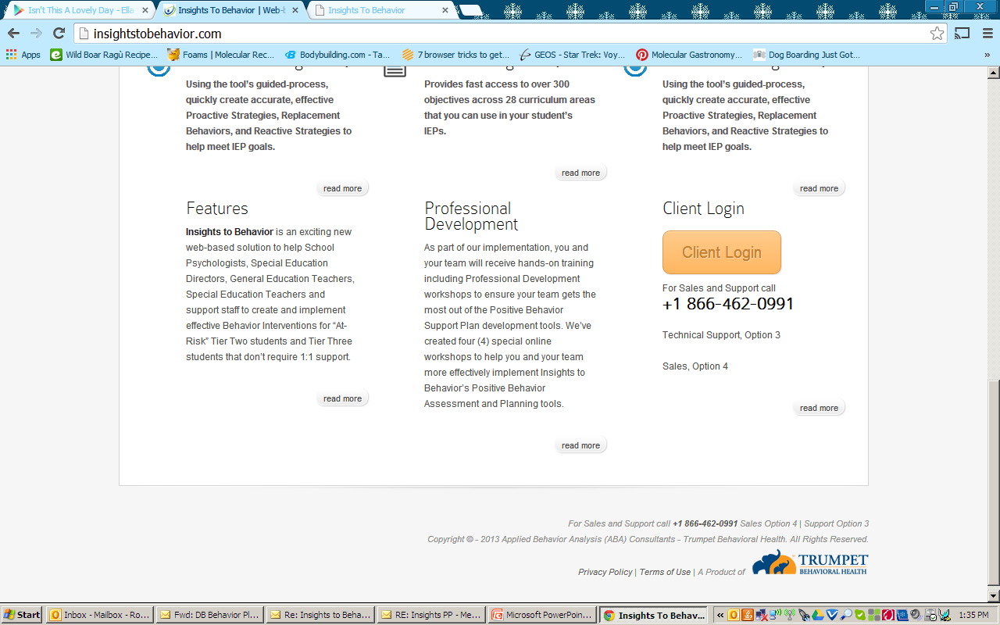 Isn't This A Lovely Day - Ella
Insights To Behavior | Web-b
Insights To Behavior
insightstobehavior.com
Apps
Wild Boar Ragù Recipe...
Foams | Molecular Rec...
Bodybuilding.com - Ta...
7 browser tricks to get...
GEOS - Star Trek: Voy...
Molecular Gastronomy...
Dog Boarding Just Got...
»
Using the tool's guided-process,
quickly create accurate, effective
Proactive Strategies, Replacement
Behaviors, and Reactive Strategies to
help meet IEP goals.
read more
Provides fast access to over 300
objectives across 28 curriculum areas
that you can use in your student's
IEPs.
read more
Using the tool's guided-process,
quickly create accurate, effective
Proactive Strategies, Replacement
Behaviors, and Reactive Strategies to
help meet IEP goals.
read more
Features
Insights to Behavior is an exciting new
web-based solution to help School
Psychologists, Special Education
Directors, General Education Teachers,
Special Education Teachers and
support staff to create and implement
effective Behavior Interventions for “At-
Risk” Tier Two students and Tier Three
students that don't require 1:1 support.
read more
Professional
Development
As part of our implementation, you and
your team will receive hands-on training
including Professional Development
workshops to ensure your team gets the
most out of the Positive Behavior
Support Plan development tools. We've
created four (4) special online
workshops to help you and your team
more effectively implement Insights to
Behavior's Positive Behavior
Assessment and Planning tools.
read more
Client Login
Client Login
For Sales and Support call
+1 866-462-0991
Technical Support, Option 3
Sales, Option 4
read more
For Sales and Support call +1 866-462-0991 Sales Option 4 | Support Option 3
Copyright © - 2013 Applied Behavior Analysis (ABA) Consultants - Trumpet Behavioral Health. All Rights Reserved.
Privacy Policy | Terms of Use | A Product of
TRUMPET
BEHAVIORAL HEALTH
Start
Inbox - Mailbox - Ro...
Fwd: DB Behavior Pl...
Re: Insights to Beha...
RE: Insights PP - Me...
Microsoft PowerPoin...
Insights To Behav...
«
1:35 PM